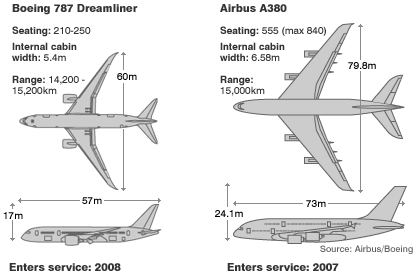 Boeing 787 Dreamliner
Seating: 210-250
Internal cabin
width: 5.4m
Range: 14,200 -
15,200km
60m
57m
17m
Enters service: 2008
Airbus A380
Seating: 555 (max 840)
Internal cabin
width: 6.58m
Range:
15,000km
79.8m
73m
24.1m
Source: Airbus/Boeing
Enters service: 2007